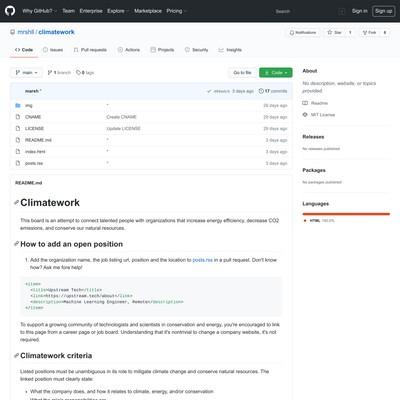 Why GitHub?
Team
Enterprise
Explore
Marketplace
Pricing
Search
Sign in
Sign up
mrshll / climatework
Notifications
Star 1
Fork 8
Code
Issues
Pull requests
Actions
Projects
Security
Insights
main
1 branch
0 tags
Go to file
Code
3 days ago
17 commits
img
26 days ago
CNAME
Create CNAME
29 days ago
LICENSE
Update LICENSE
29 days ago
README.md
3 days ago
index.html
3 days ago
posts.rss
3 days ago
About
No description, website, or topics
provided.
Readme
MIT License
Releases
No releases published
Packages
No packages published
Languages
HTML 100.0%
README.md
Climatework
This board is an attempt to connect talented people with organizations that increase energy efficiency, decrease CO2
emissions, and conserve our natural resources.
How to add an open position
1. Add the organization name, the job listing url, position and the location to posts.rss in a pull request. Don't know
how? Ask me fore help!
<item>
<title>Upstream Tech</title>
<link>https://upstream.tech/about</link>
<description>Machine Learning Engineer, Remote</description>
</item>
To support a growing community of technologists and scientists in conservation and energy, you're encouraged to link
to this page from a career page or job board. Understanding that it's nontrivial to change a company website, it's not
required.
Climatework criteria
Listed positions must be unambiguous in its role to mitigate climate change and conserve natural resources. The
linked position must clearly state:
What the company does, and how it relates to climate, energy, and/or conservation